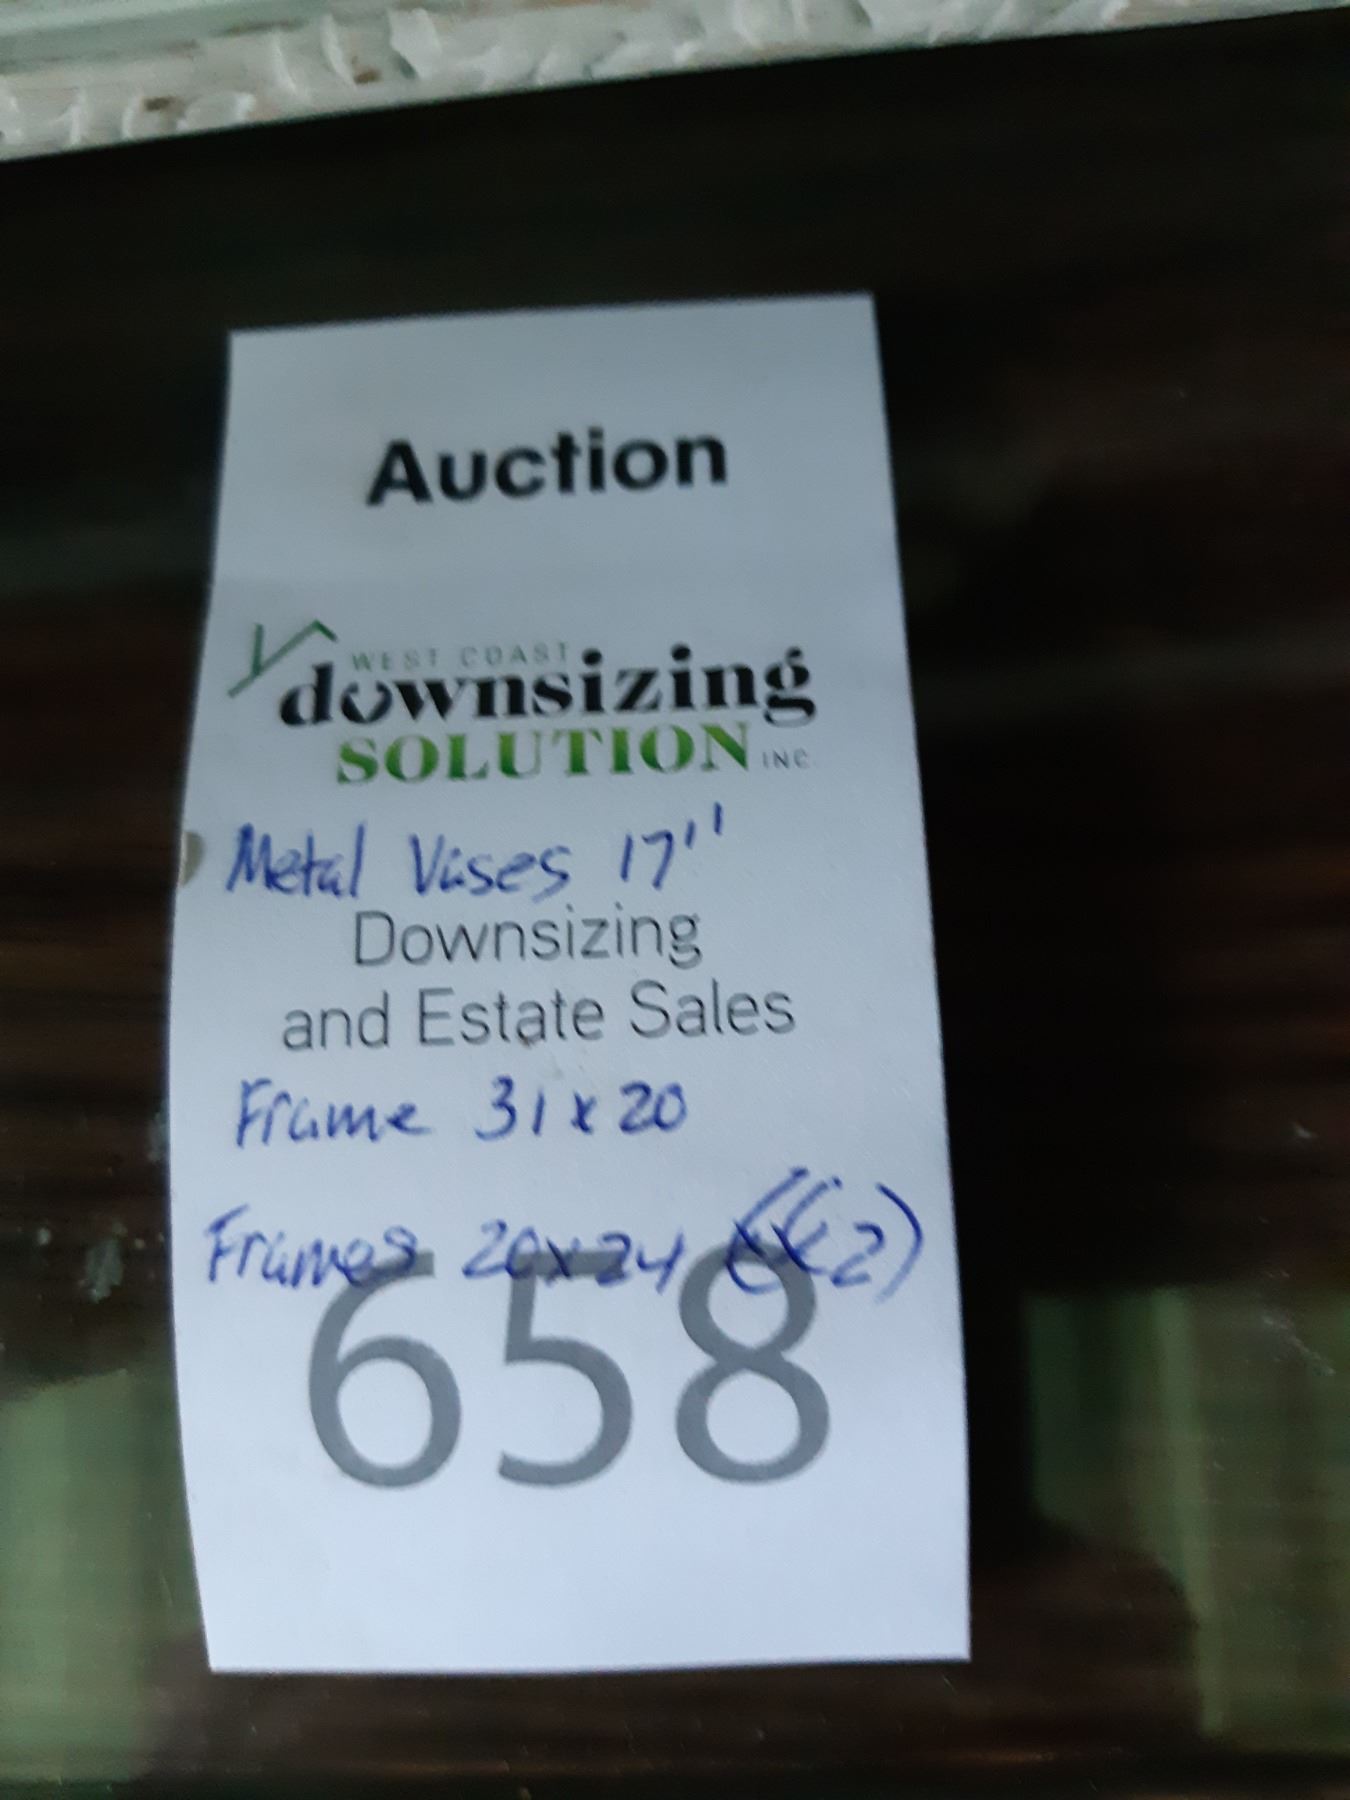 Auction
WEST COAST
downsizing
SOLUTION INC.
Metal Vases 17"
Downsizing
and Estate Sales
Frame 31 x 20
Frames 20x24 (2)
658